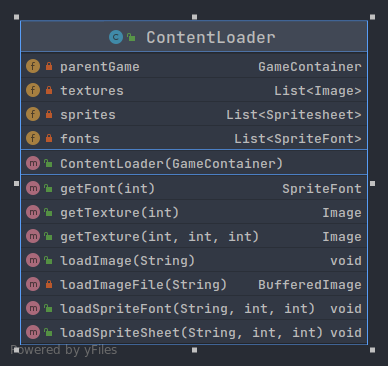 C ContentLoader
f parentGame GameContainer
f textures List<Image>
f sprites List<Spritesheet>
f fonts List<SpriteFont>
m ContentLoader(GameContainer)
m getFont(int) SpriteFont
m getTexture(int) Image
m getTexture(int, int, int) Image
m loadImage(String) void
m loadImageFile(String) BufferedImage
m loadSpriteFont(String, int, int) void
m loadSpriteSheet(String, int, int) void
Powered by yFiles